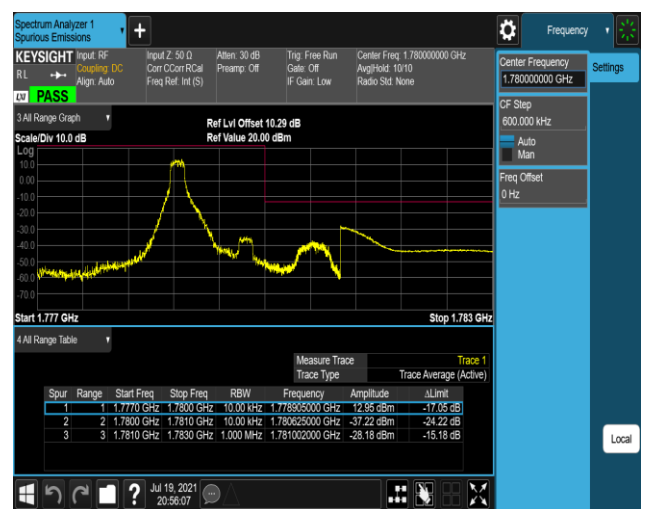 Spectrum Analyzer 1
Spurious Emissions
+
Frequency
KEYSIGHT
RL
LXI PASS
Input: RF
Coupling: DC
Align: Auto
Input Z: 50 Ω
Corr CCorr RCal
Freq Ref: Int (S)
Atten: 30 dB
Preamp: Off
Trig: Free Run
Gate: Off
IF Gain: Low
Center Freq: 1.780000000 GHz
Avg|Hold: 10/10
Radio Std: None
Center Frequency
1.780000000 GHz
Settings
CF Step
600.000 kHz
Auto
Man
Freq Offset
0 Hz
3 All Range Graph
Scale/Div 10.0 dB
Ref Lvl Offset 10.29 dB
Ref Value 20.00 dBm
Log
10.0
0.00
-10.0
-20.0
-30.0
-40.0
-50.0
-60.0
-70.0
Start 1.777 GHz
Stop 1.783 GHz
4 All Range Table
Measure Trace Trace 1
Trace Type Trace Average (Active)
Spur Range Start Freq Stop Freq RBW Frequency Amplitude ΔLimit
1 1 1.7770 GHz 1.7800 GHz 10.00 kHz 1.778905000 GHz 12.95 dBm -17.05 dB
2 2 1.7800 GHz 1.7810 GHz 10.00 kHz 1.780625000 GHz -37.22 dBm -24.22 dB
3 3 1.7810 GHz 1.7830 GHz 1.000 MHz 1.781002000 GHz -28.18 dBm -15.18 dB
Local
?
Jul 19, 2021
20:56:07